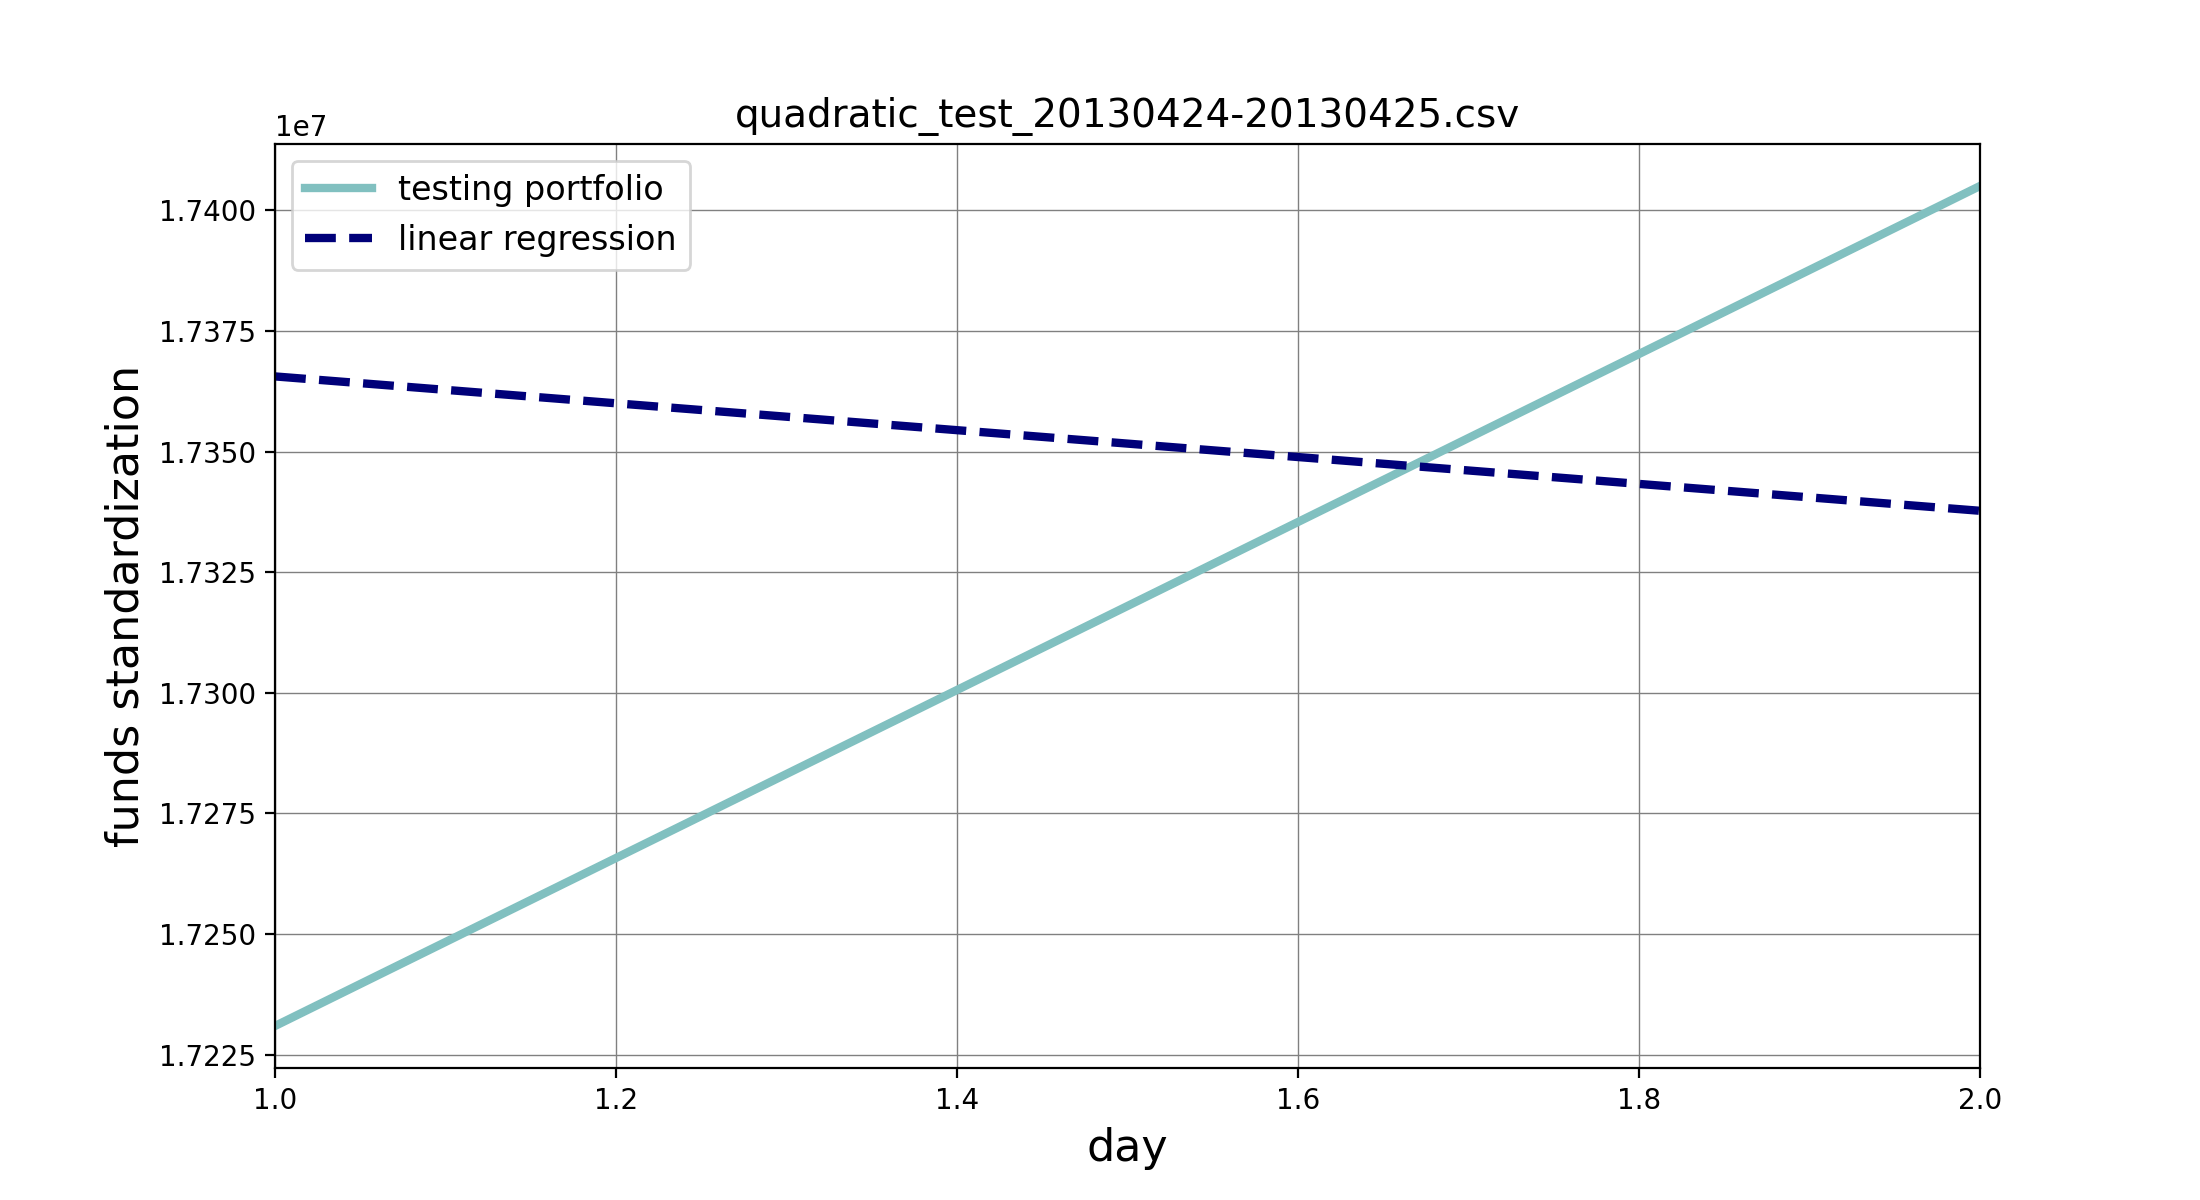 quadratic_test_20130424-20130425.csv
1e7
testing portfolio
linear regression
1.7400
1.7375
1.7350
1.7325
1.7300
1.7275
1.7250
1.7225
funds standardization
1.0 1.2 1.4 1.6 1.8 2.0
day